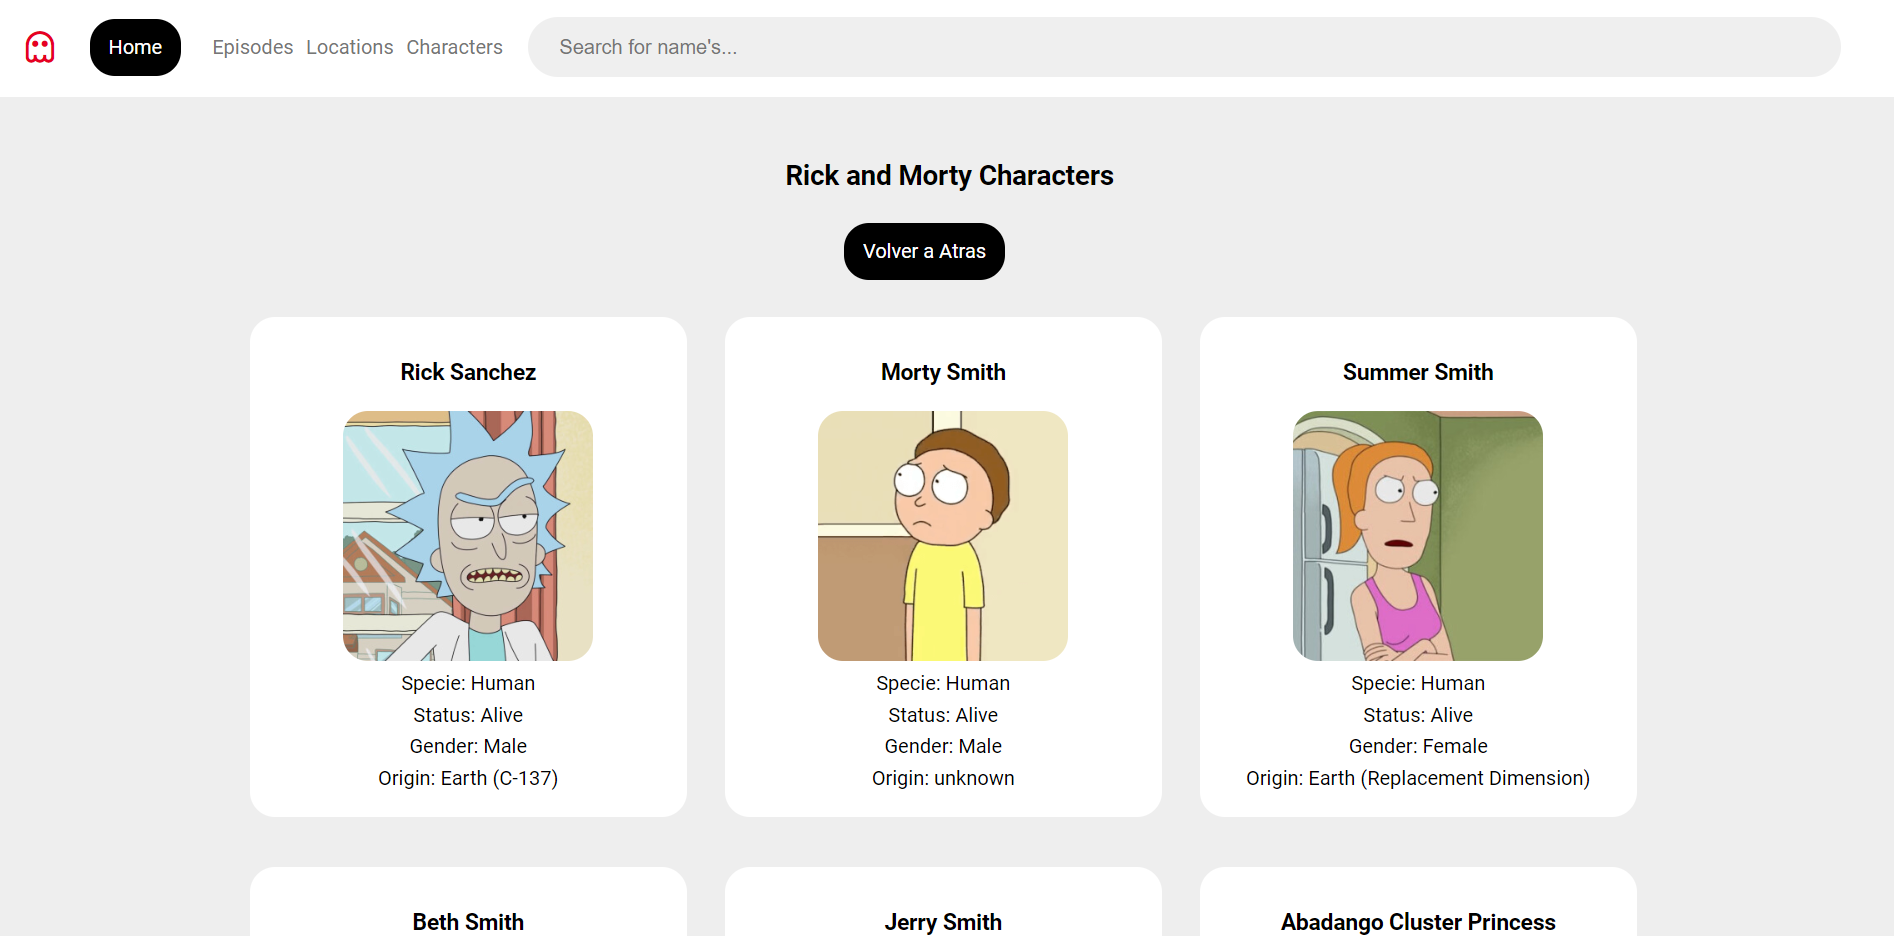 Home Episodes Locations Characters Search for name's...
Rick and Morty Characters
Volver a Atras
Rick Sanchez
Specie: Human
Status: Alive
Gender: Male
Origin: Earth (C-137)
Morty Smith
Specie: Human
Status: Alive
Gender: Male
Origin: unknown
Summer Smith
Specie: Human
Status: Alive
Gender: Female
Origin: Earth (Replacement Dimension)
Beth Smith
Jerry Smith
Abadango Cluster Princess